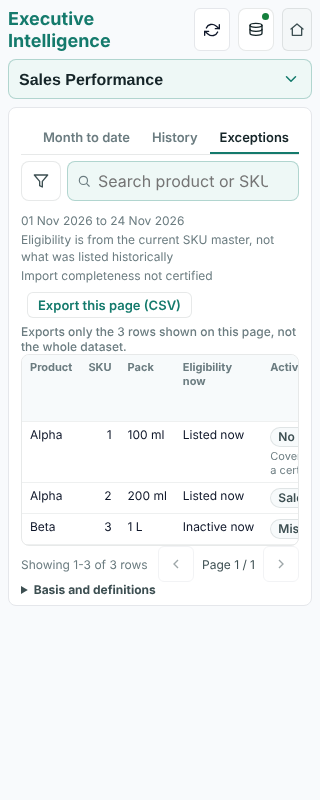 Executive
Intelligence
Sales Performance
Month to date History Exceptions
Search product or SKU
01 Nov 2026 to 24 Nov 2026
Eligibility is from the current SKU master, not
what was listed historically
Import completeness not certified
Export this page (CSV)
Exports only the 3 rows shown on this page, not
the whole dataset.
Product SKU Pack Eligibility
now
Alpha 1 100 ml Listed now No
a
Alpha 2 200 ml Listed now
Beta 3 1 L Inactive now
Showing 1-3 of 3 rows Page 1 / 1
Basis and definitions